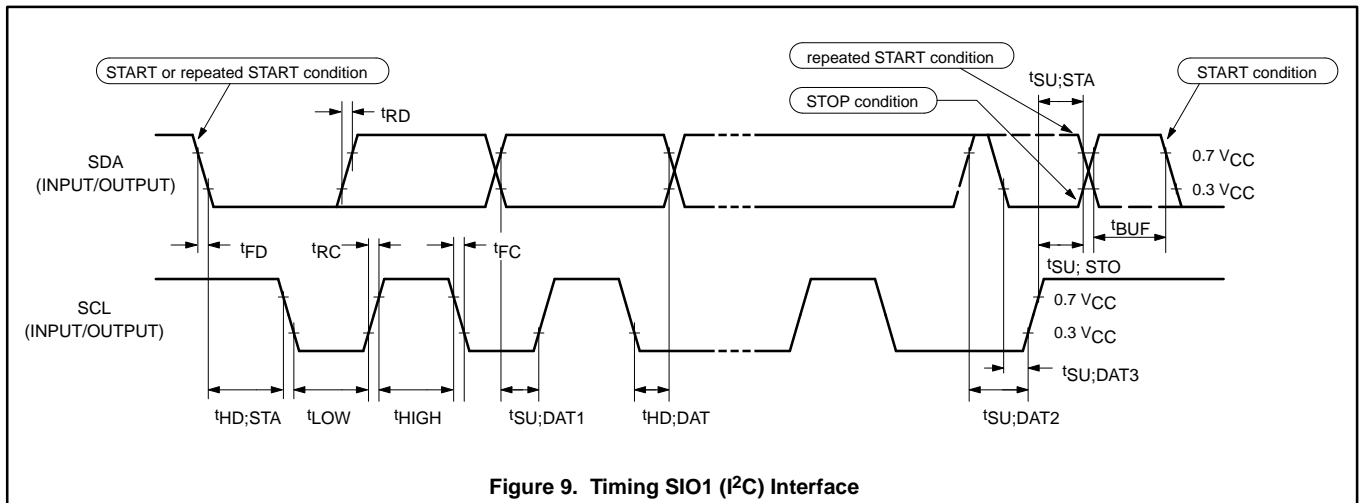 START or repeated START condition
repeated START condition
STOP condition
START condition
tSU;STA
tRD
SDA
(INPUT/OUTPUT)
0.7 VCC
0.3 VCC
tFD
tRC
tFC
tBUF
tSU; STO
SCL
(INPUT/OUTPUT)
0.7 VCC
0.3 VCC
tSU;DAT3
tHD;STA
tLOW
tHIGH
tSU;DAT1
tHD;DAT
tSU;DAT2
Figure 9. Timing SIO1 (I²C) Interface